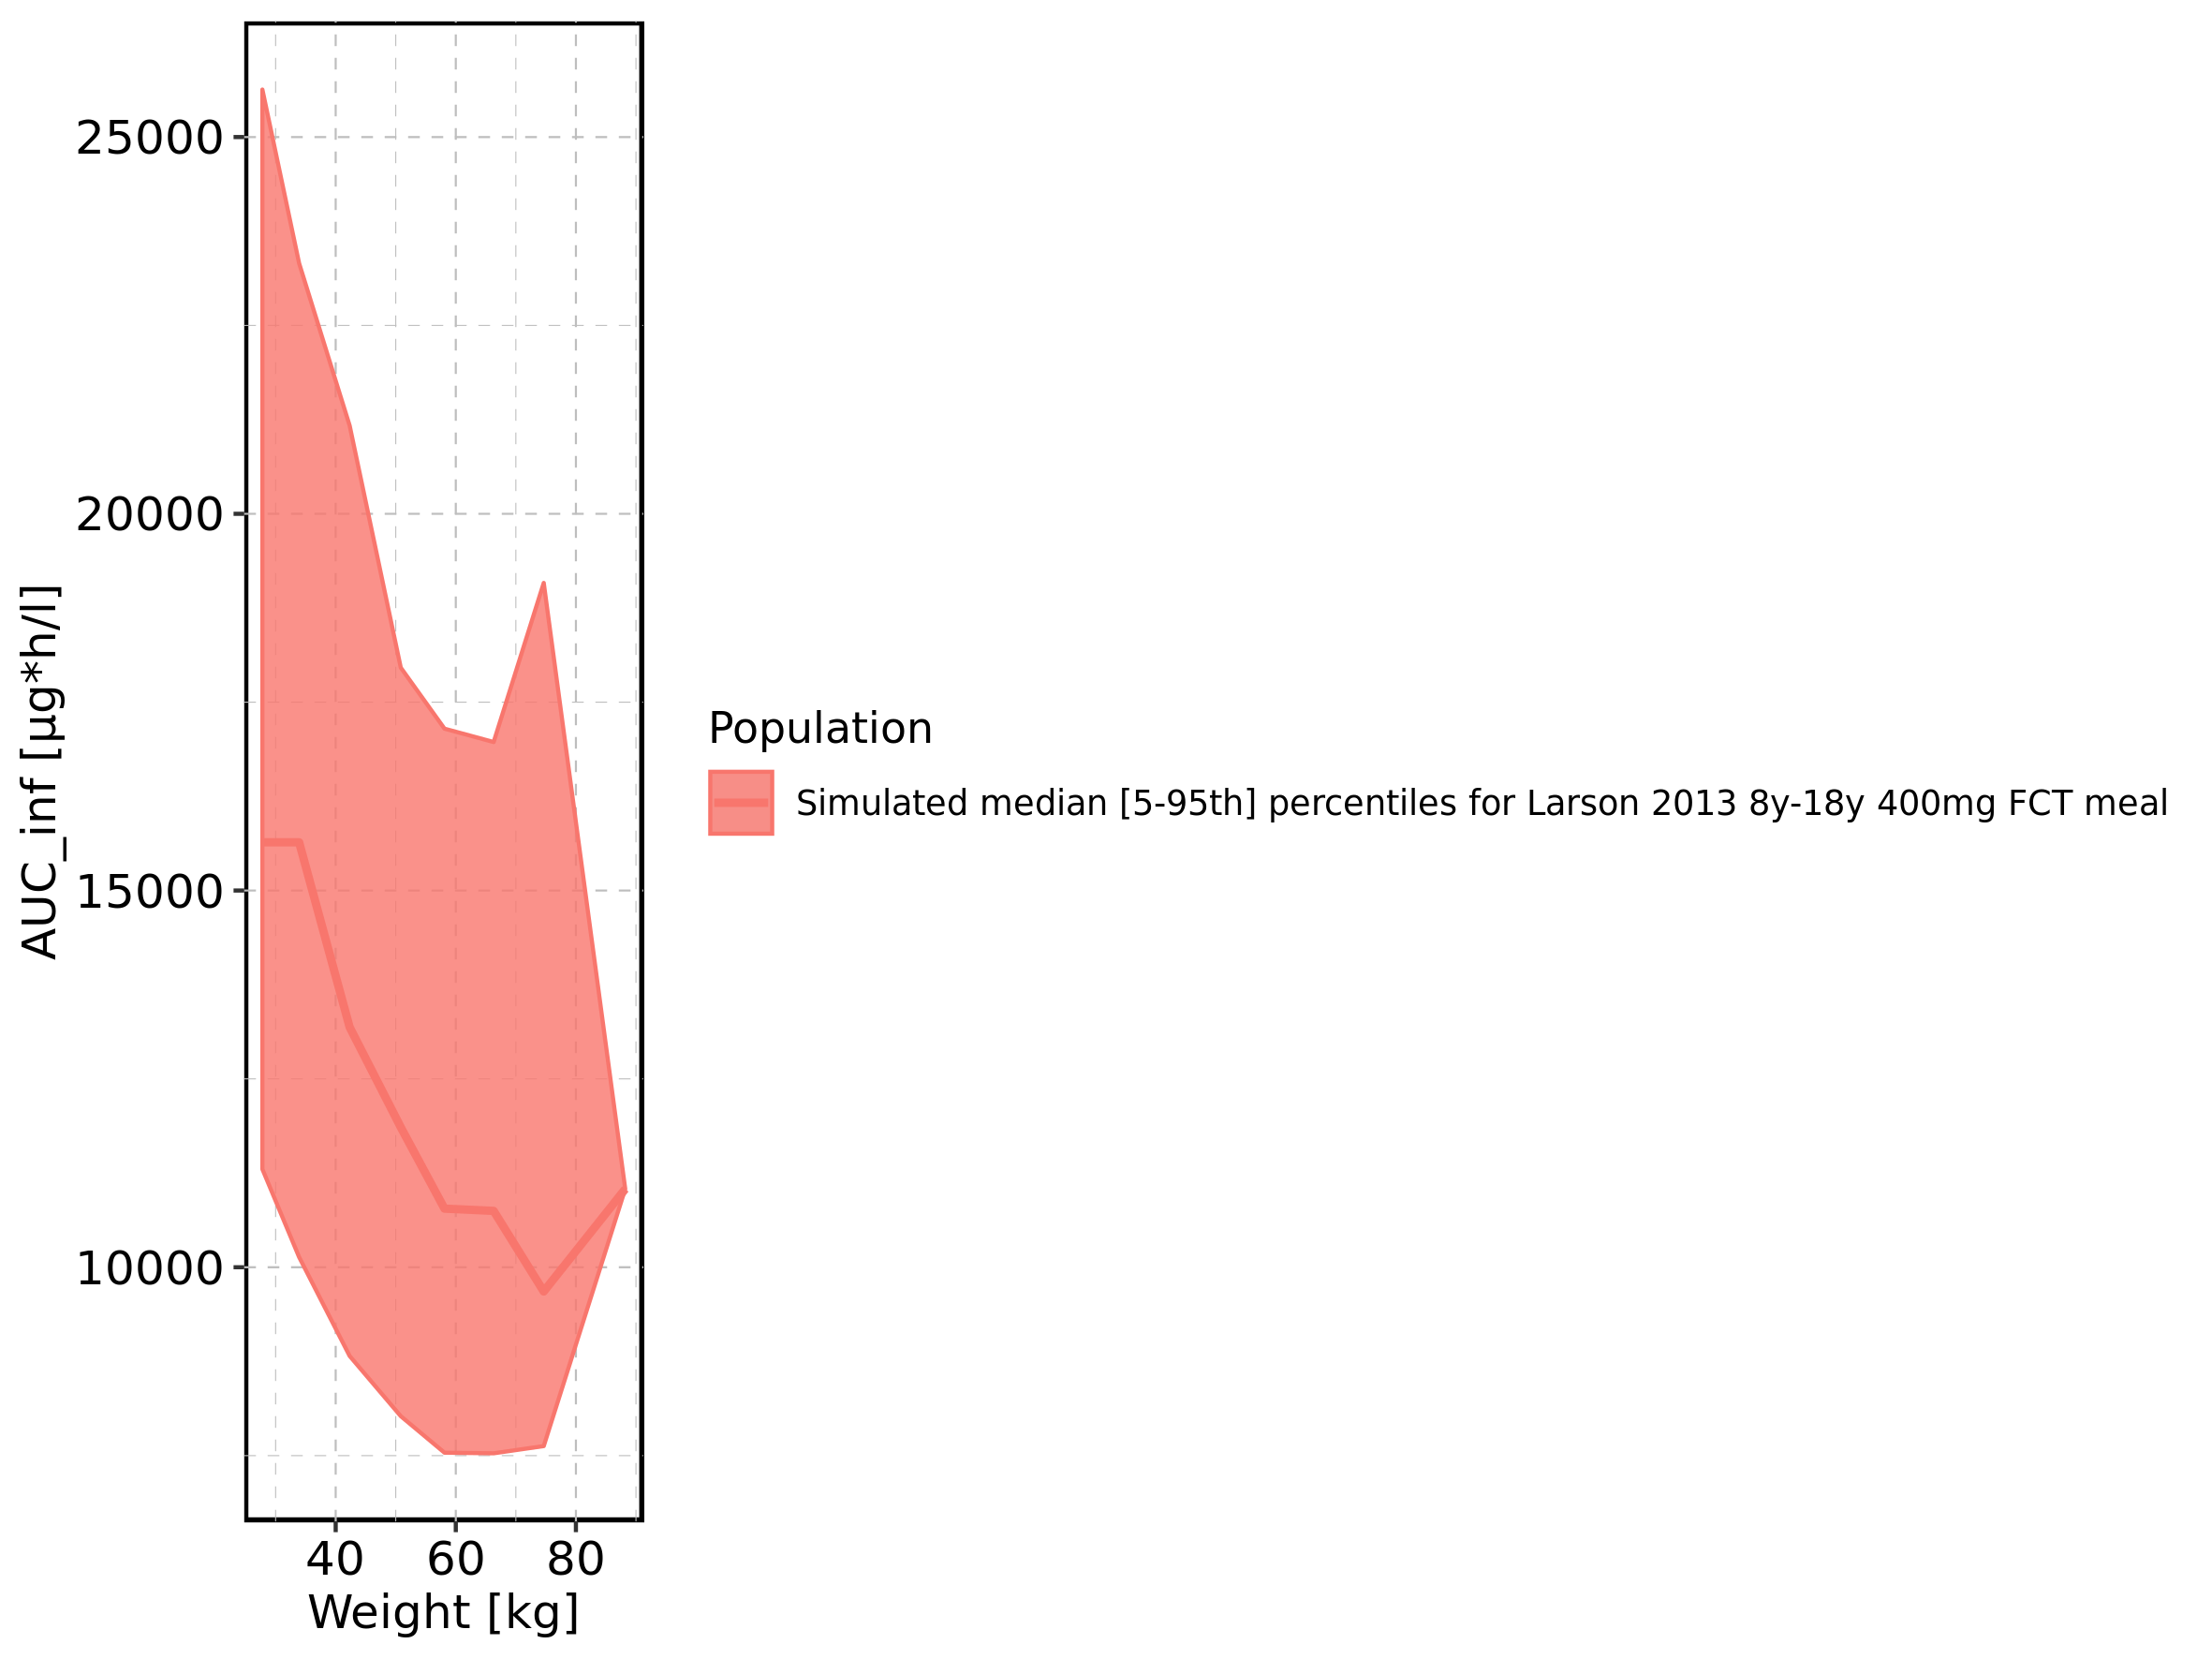 25000
20000
15000
10000
AUC_inf [µg*h/l]
40 60 80
Weight [kg]
Population
Simulated median [5-95th] percentiles for Larson 2013 8y-18y 400mg FCT meal